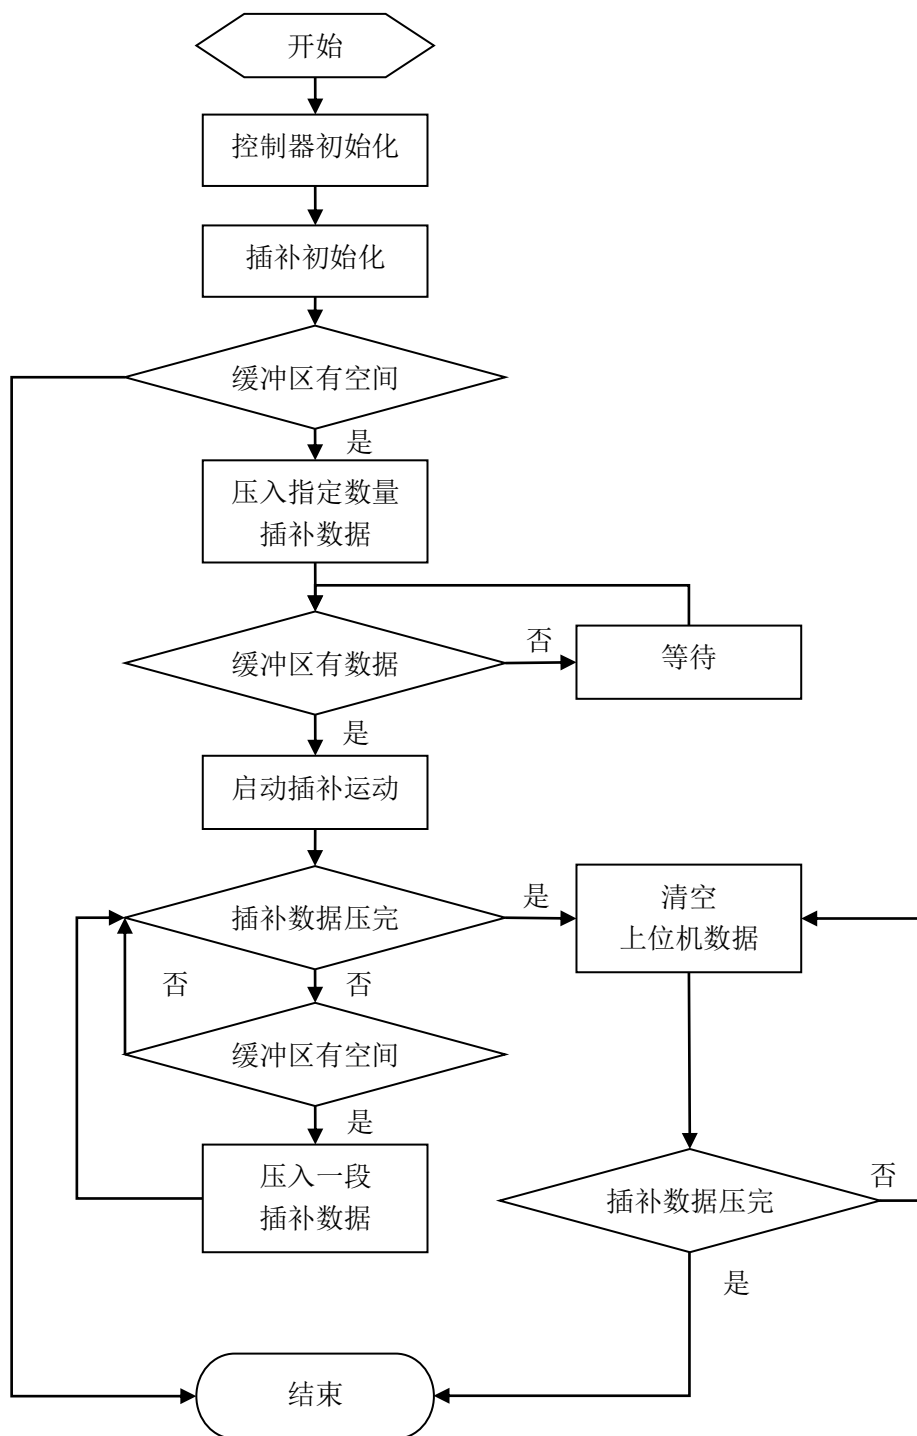 开始
控制器初始化
插补初始化
缓冲区有空间
是
压入指定数量
插补数据
缓冲区有数据
否
等待
是
启动插补运动
插补数据压完
是
清空
上位机数据
否
否
缓冲区有空间
是
压入一段
插补数据
插补数据压完
否
是
结束